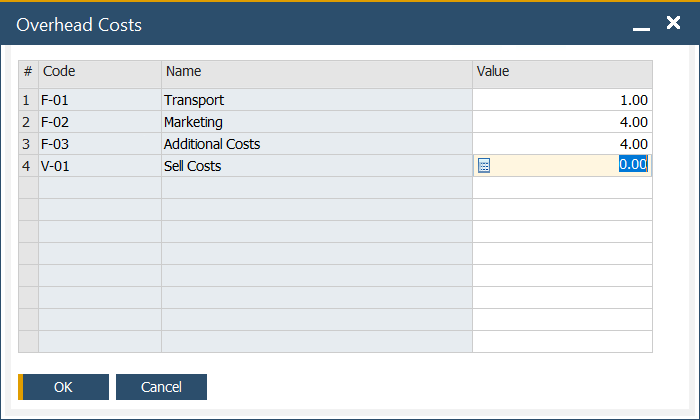 Overhead Costs
# Code Name Value
1 F-01 Transport 1.00
2 F-02 Marketing 4.00
3 F-03 Additional Costs 4.00
4 V-01 Sell Costs 0.00
OK Cancel